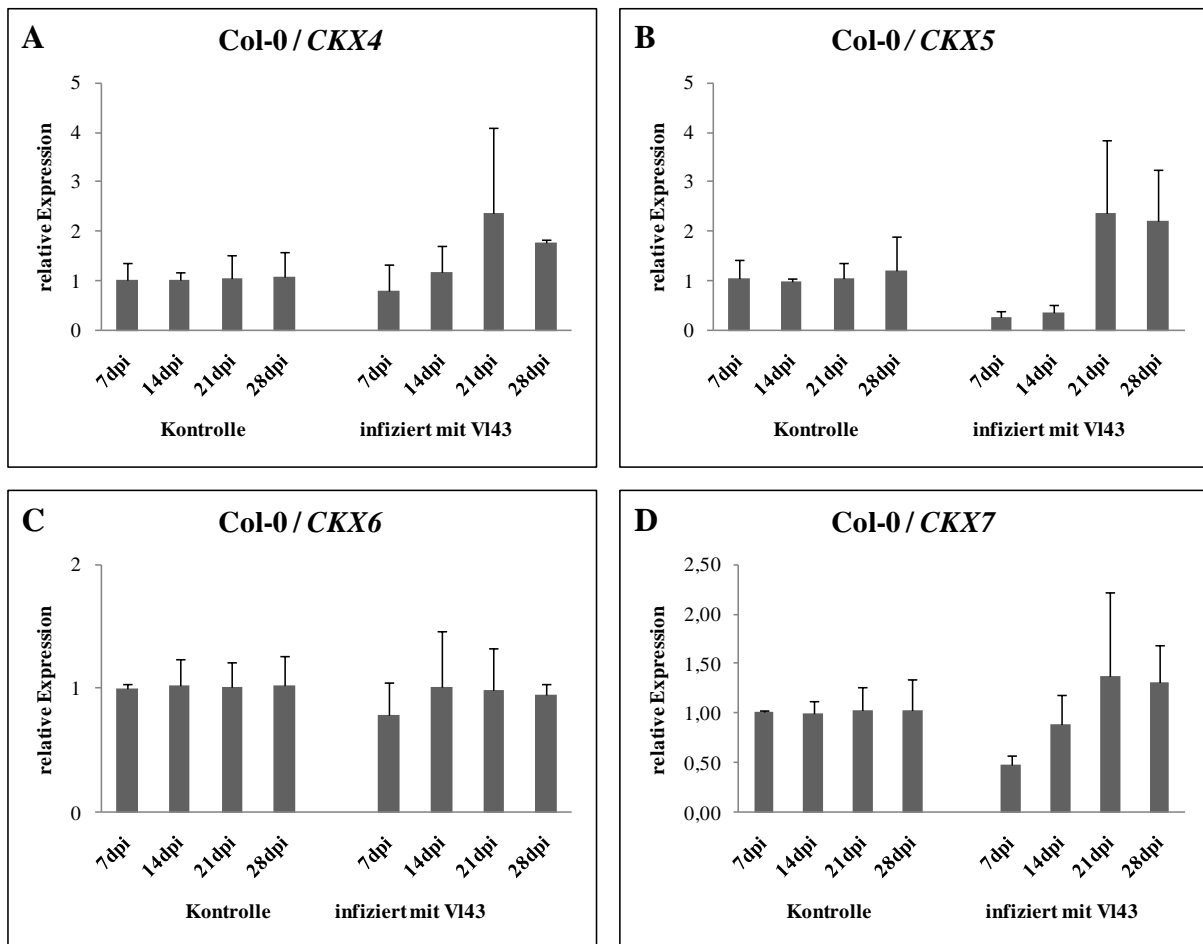 A
Col-0 / CKX4
relative Expression
5
4
3
2
1
0
7dpi
14dpi
21dpi
28dpi
7dpi
14dpi
21dpi
28dpi
Kontrolle
infiziert mit Vl43
B
Col-0 / CKX5
relative Expression
5
4
3
2
1
0
7dpi
14dpi
21dpi
28dpi
7dpi
14dpi
21dpi
28dpi
Kontrolle
infiziert mit Vl43
C
Col-0 / CKX6
relative Expression
2
1
0
7dpi
14dpi
21dpi
28dpi
7dpi
14dpi
21dpi
28dpi
Kontrolle
infiziert mit Vl43
D
Col-0 / CKX7
relative Expression
2,50
2,00
1,50
1,00
0,50
0,00
7dpi
14dpi
21dpi
28dpi
7dpi
14dpi
21dpi
28dpi
Kontrolle
infiziert mit Vl43